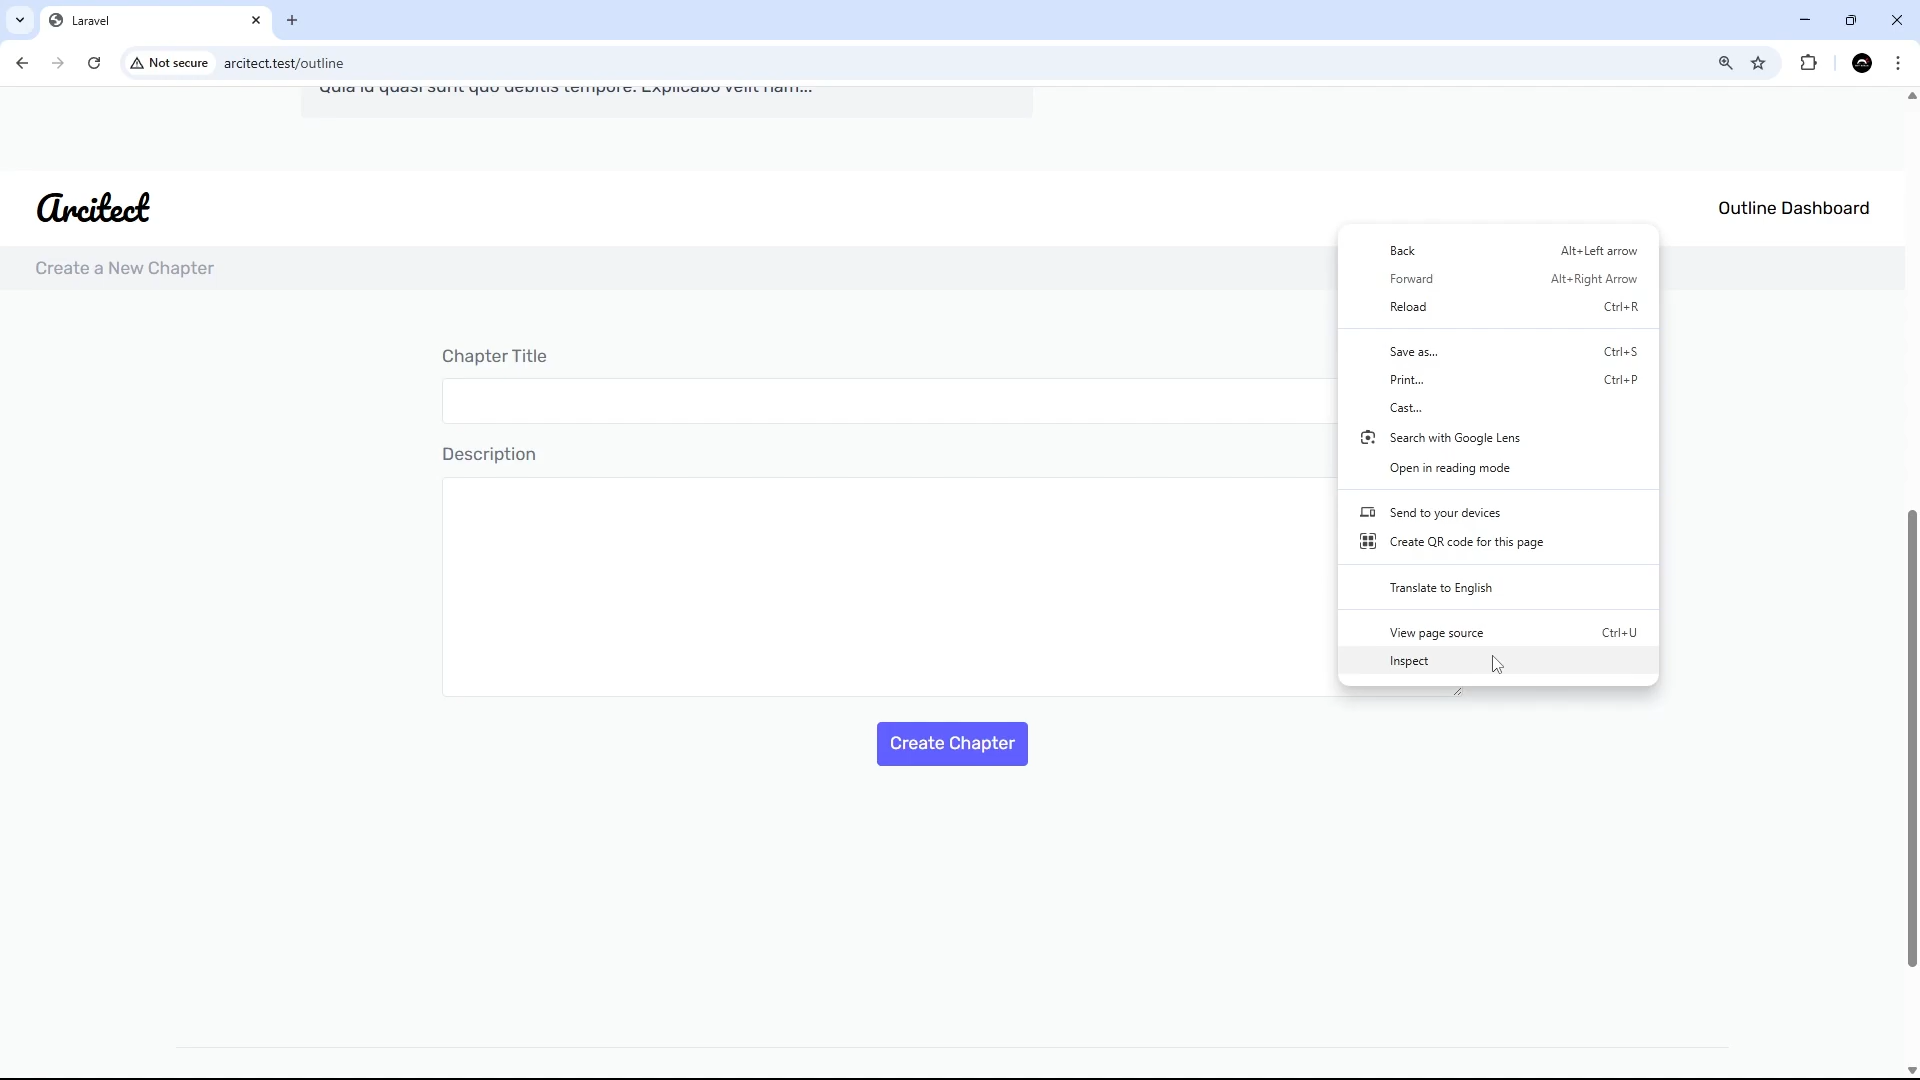 Laravel
Not secure
arcitect.test/outline
Quia id quasi sunt quo debitis tempore. Explicabo velit nam...
Arcitect
Outline Dashboard
Create a New Chapter
Chapter Title
Description
Create Chapter
Back Alt+Left arrow
Forward Alt+Right Arrow
Reload Ctrl+R
Save as... Ctrl+S
Print... Ctrl+P
Cast...
Search with Google Lens
Open in reading mode
Send to your devices
Create QR code for this page
Translate to English
View page source Ctrl+U
Inspect